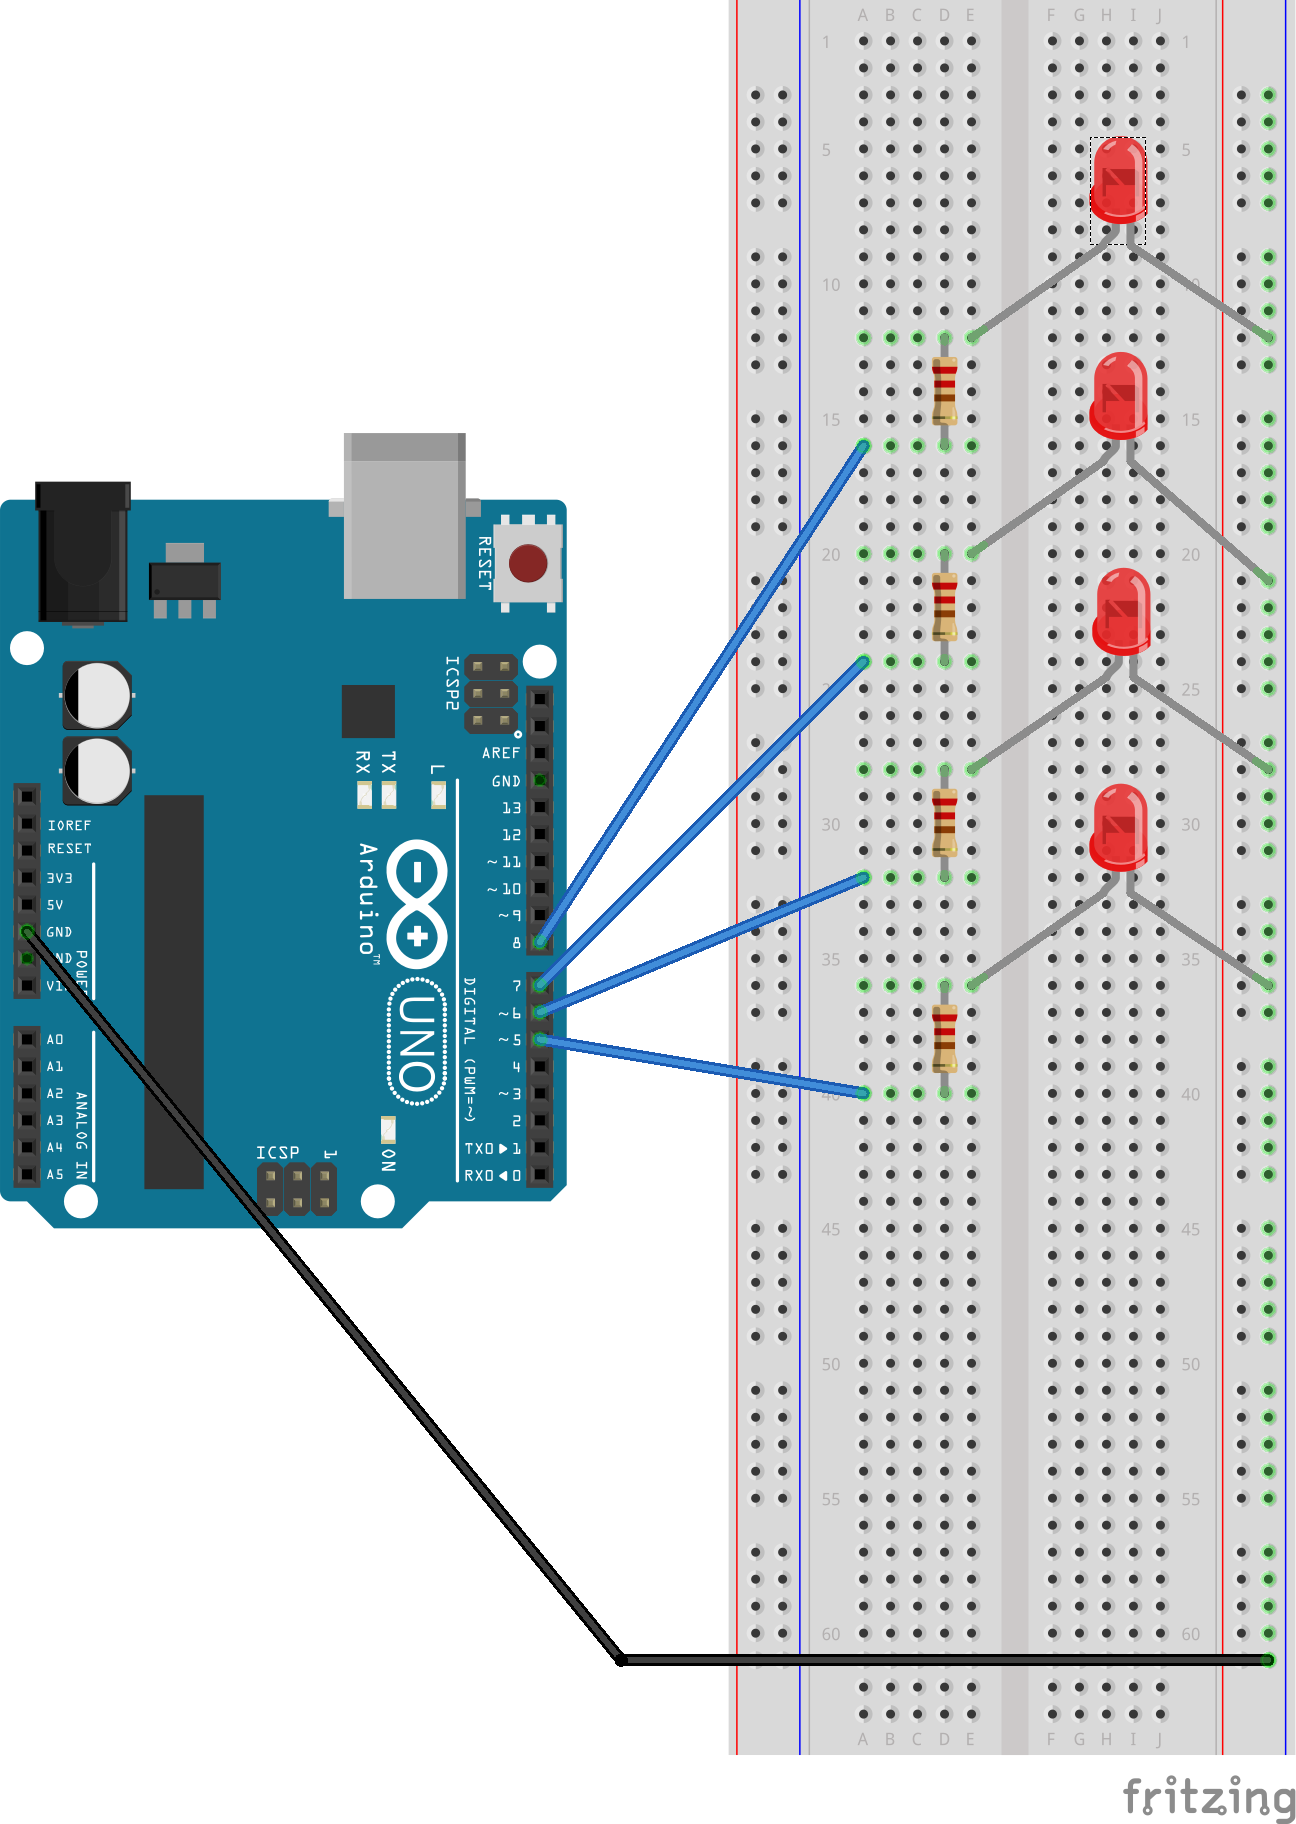 A B C D E F G H I J
1 1
5 5
10
15 15
20 20
25
30 30
35 35
40 40
45 45
50 50
55 55
60 60
A B C D E F G H I J
RESET
ICSP2
AREF
GND
13
12
~11
~10
~9
8
7
~6
~5
4
~3
2
TX0 ▶ 1
RX0 ◀ 0
RX
TX
L
Arduino™
UNO
DIGITAL (PWM=~)
IOREF
RESET
3V3
5V
GND
POWER
A0
A1
A2
A3
A4
A5
ANALOG IN
ICSP
1
ON
fritzing